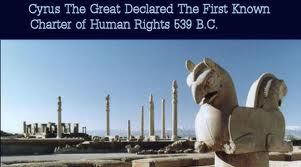 Cyrus The Great Declared The First Known
Charter of Human Rights 539 B.C.